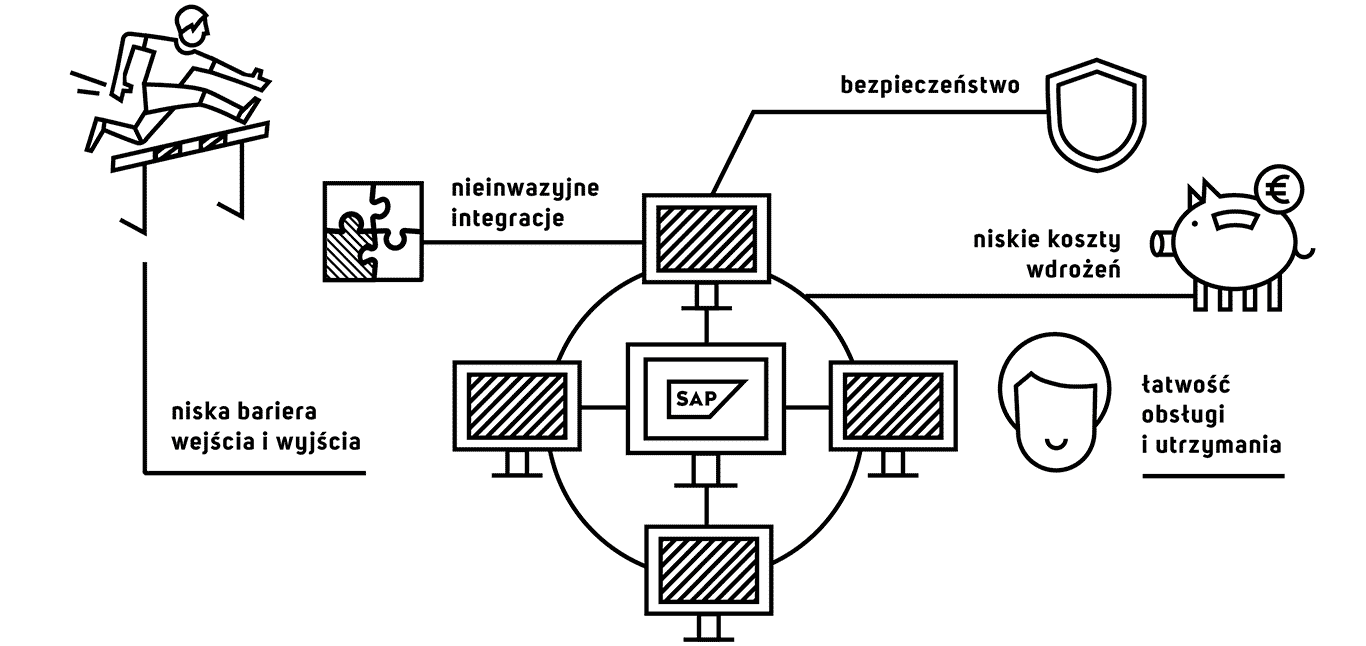 bezpieczeństwo
nieinwazyjne
integracje
€
niskie koszty
wdrożeń
SAP
niska bariera
wejścia i wyjścia
łatwość
obsługi
i utrzymania